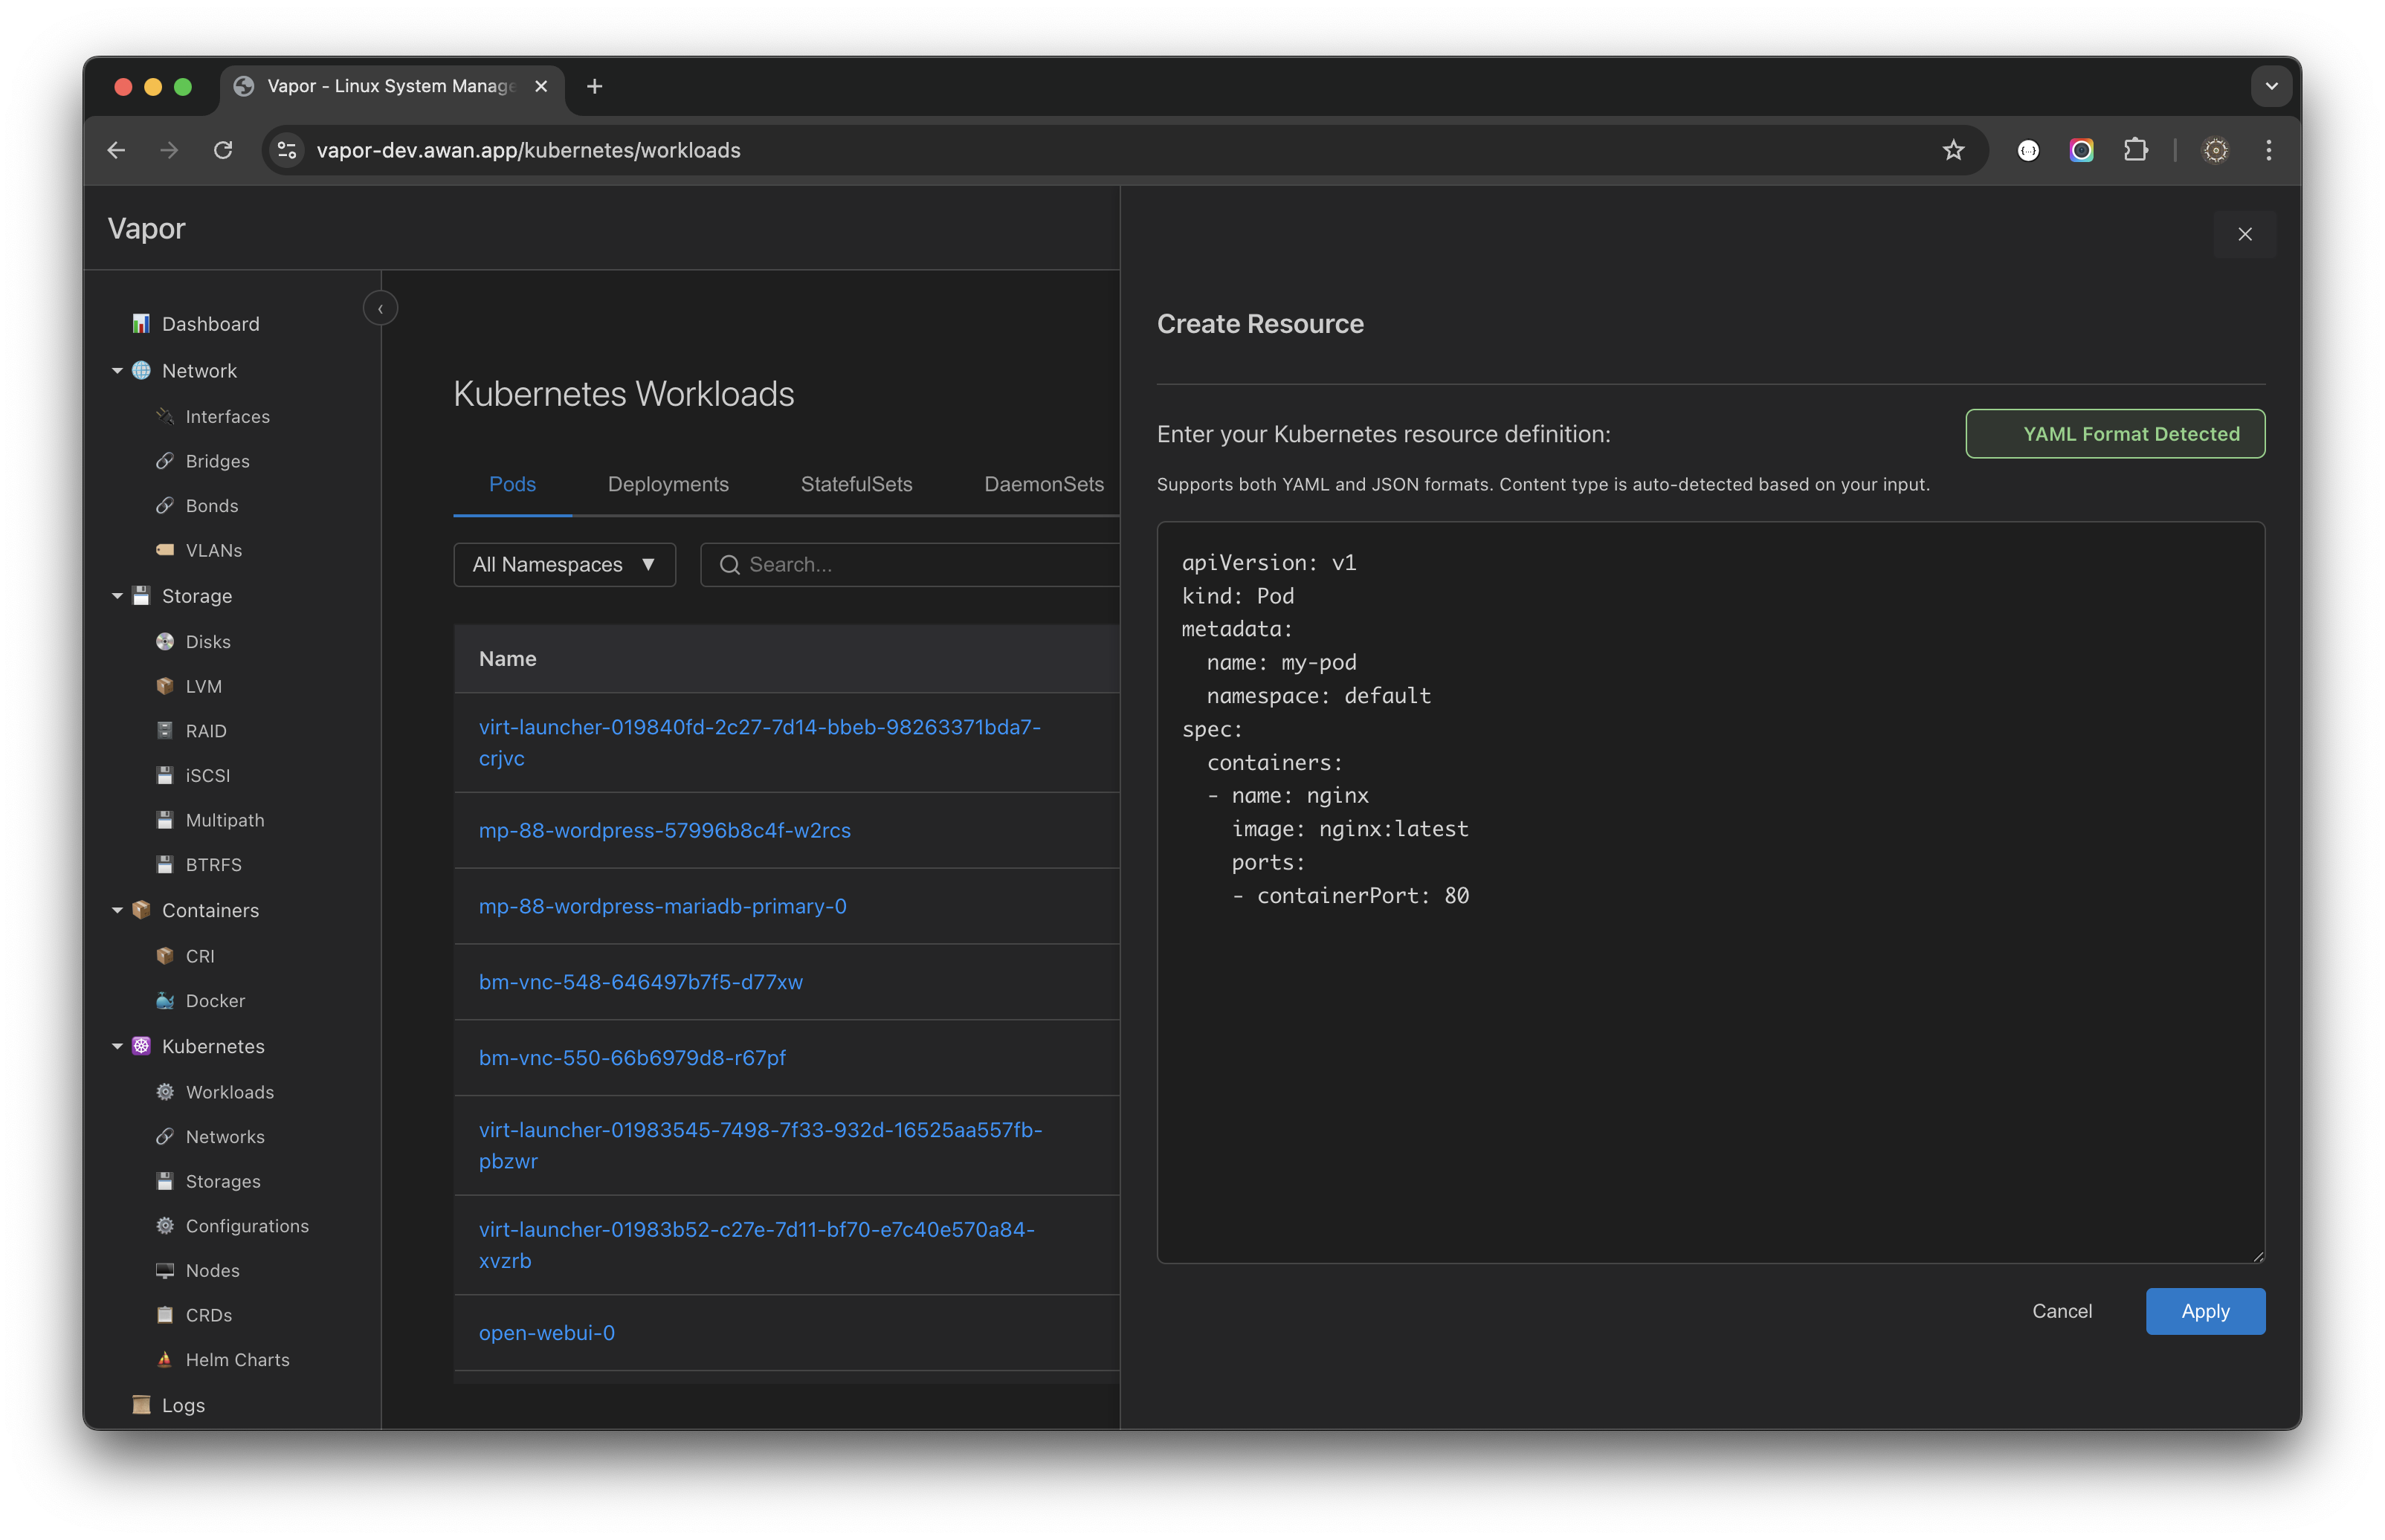 Vapor - Linux System Manage
vapor-dev.awan.app/kubernetes/workloads
Vapor
Dashboard
Network
Interfaces
Bridges
Bonds
VLANs
Storage
Disks
LVM
RAID
iSCSI
Multipath
BTRFS
Containers
CRI
Docker
Kubernetes
Workloads
Networks
Storages
Configurations
Nodes
CRDs
Helm Charts
Logs
Kubernetes Workloads
Pods Deployments StatefulSets DaemonSets
All Namespaces ▼ Search...
Name
virt-launcher-019840fd-2c27-7d14-bbeb-98263371bda7-
crjvc
mp-88-wordpress-57996b8c4f-w2rcs
mp-88-wordpress-mariadb-primary-0
bm-vnc-548-646497b7f5-d77xw
bm-vnc-550-66b6979d8-r67pf
virt-launcher-01983545-7498-7f33-932d-16525aa557fb-
pbzwr
virt-launcher-01983b52-c27e-7d11-bf70-e7c40e570a84-
xvzrb
open-webui-0
Create Resource
Enter your Kubernetes resource definition:
YAML Format Detected
Supports both YAML and JSON formats. Content type is auto-detected based on your input.
apiVersion: v1
kind: Pod
metadata:
  name: my-pod
  namespace: default
spec:
  containers:
  - name: nginx
    image: nginx:latest
    ports:
    - containerPort: 80
Cancel Apply